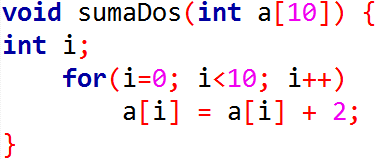 void sumaDos(int a[10]) {
int i;
    for(i=0; i<10; i++)
        a[i] = a[i] + 2;
}